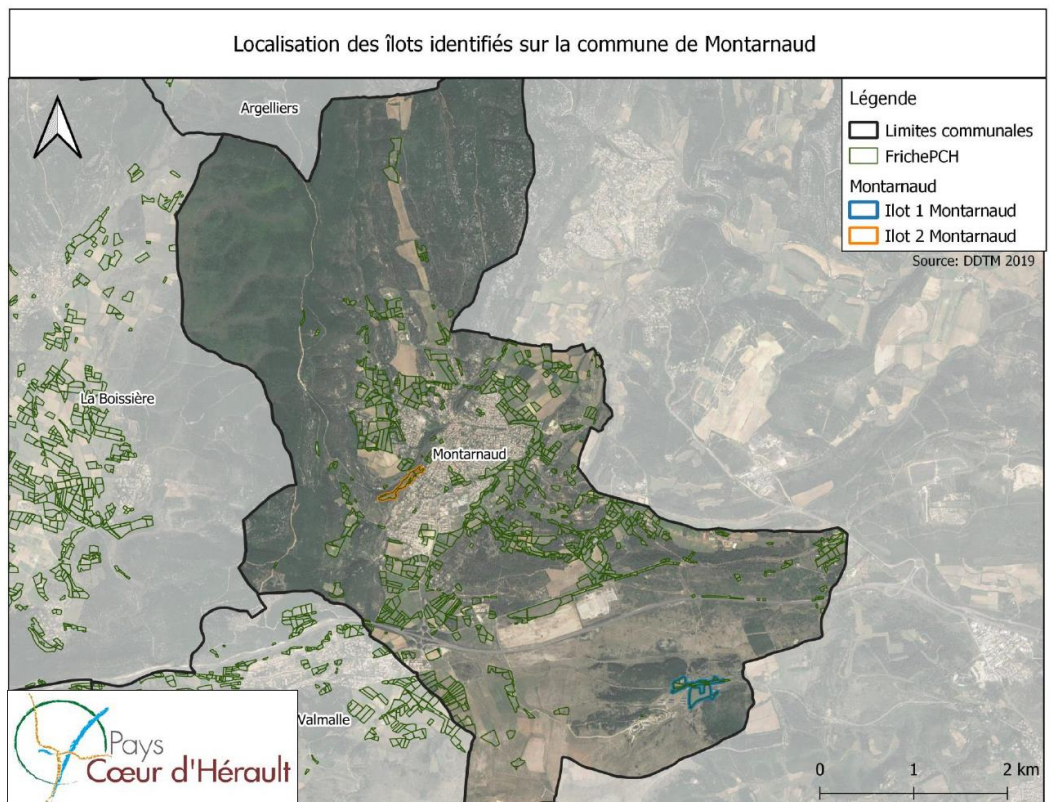 Localisation des îlots identifiés sur la commune de Montarnaud
Argelliers
Légende
Limites communales
FrichePCH
Montarnaud
Ilot 1 Montarnaud
Ilot 2 Montarnaud
Source: DDTM 2019
La Boissière
Montarnaud
Valmalle
Pays
Cœur d'Hérault
0 1 2 km